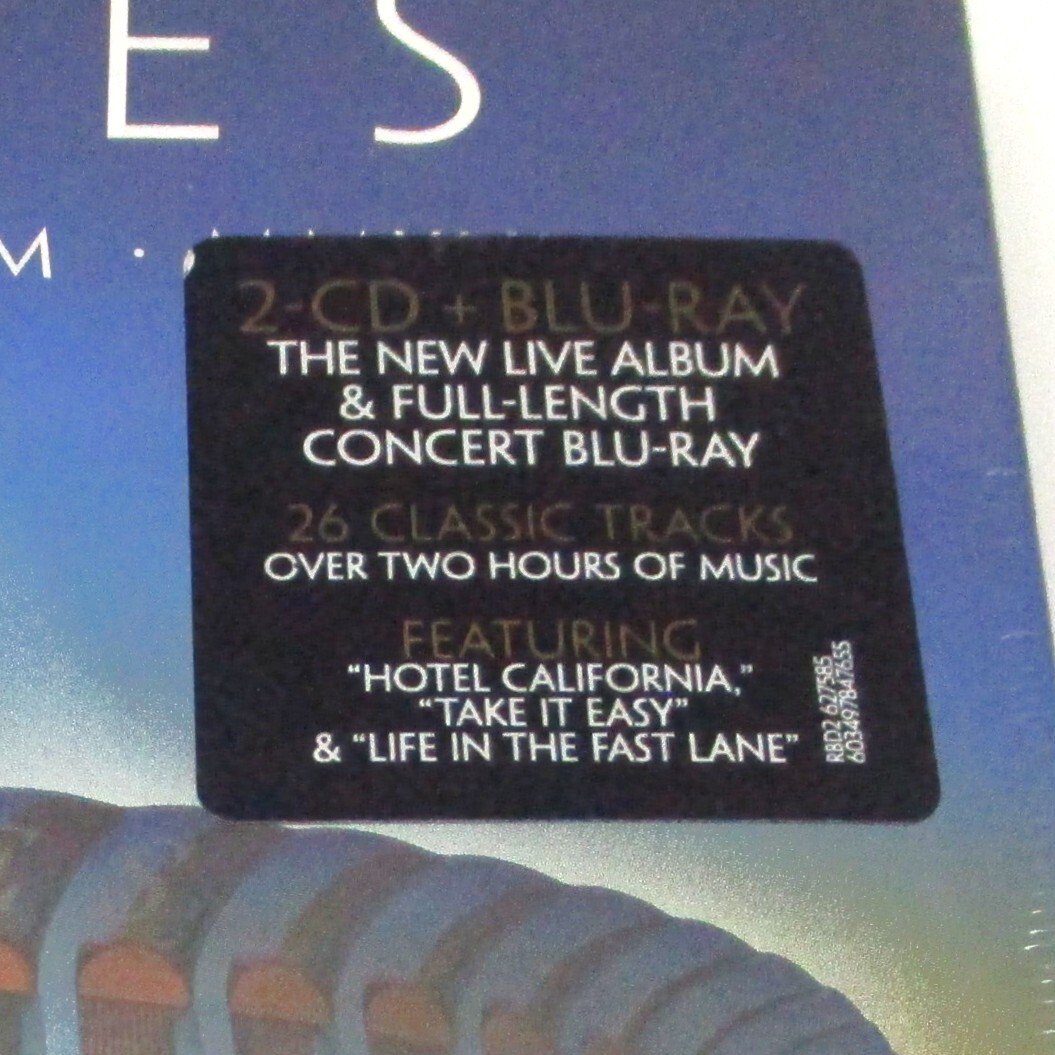 ES
M ·
2-CD + BLU-RAY
THE NEW LIVE ALBUM
& FULL-LENGTH
CONCERT BLU-RAY
26 CLASSIC TRACKS
OVER TWO HOURS OF MUSIC
FEATURING
“HOTEL CALIFORNIA,”
“TAKE IT EASY”
& “LIFE IN THE FAST LANE”
RBD2 627585
603497847655